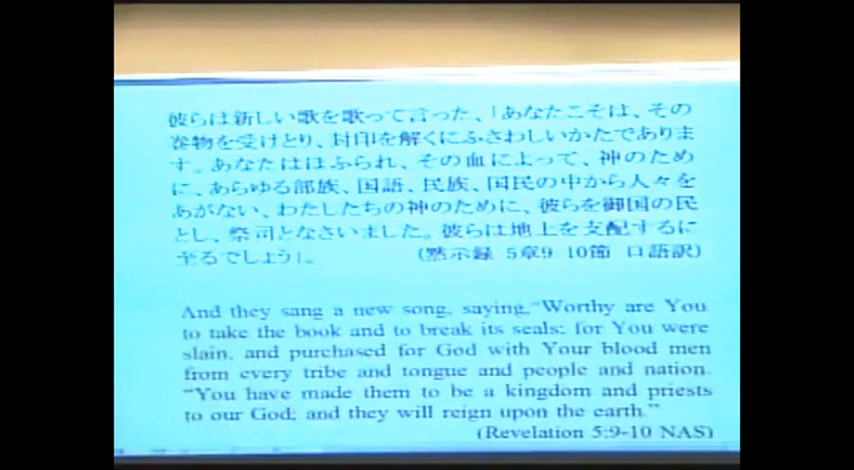 彼らは新しい歌を歌って言った、「あなたこそは、その
巻物を受けとり、封印を解くにふさわしいかたでありま
す。あなたはほふられ、その血によって、神のため
に、あらゆる部族、国語、民族、国民の中から人々を
あがない、わたしたちの神のために、彼らを御国の民
とし、祭司となさいました。彼らは地上を支配するに
至るでしょう」。 (黙示録 5章9 10節 口語訳)
And they sang a new song, saying, "Worthy are You
to take the book and to break its seals; for You were
slain, and purchased for God with Your blood men
from every tribe and tongue and people and nation.
"You have made them to be a kingdom and priests
to our God; and they will reign upon the earth."
(Revelation 5:9-10 NAS)